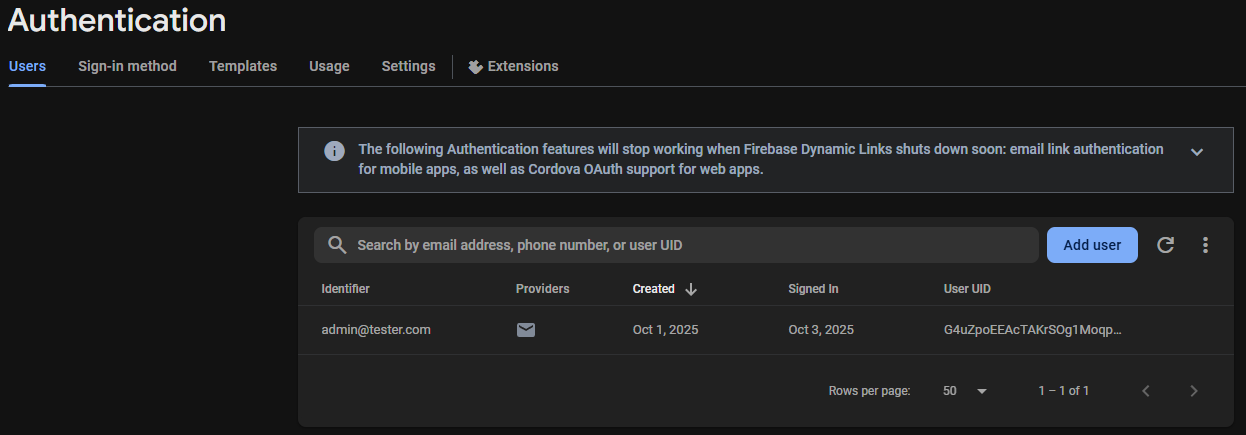 Authentication
Users Sign-in method Templates Usage Settings Extensions
The following Authentication features will stop working when Firebase Dynamic Links shuts down soon: email link authentication
for mobile apps, as well as Cordova OAuth support for web apps.
Search by email address, phone number, or user UID Add user
Identifier Providers Created Signed In User UID
admin@tester.com Oct 1, 2025 Oct 3, 2025 G4uZpoEEAcTAKrSOg1Moqp...
Rows per page: 50 1 – 1 of 1